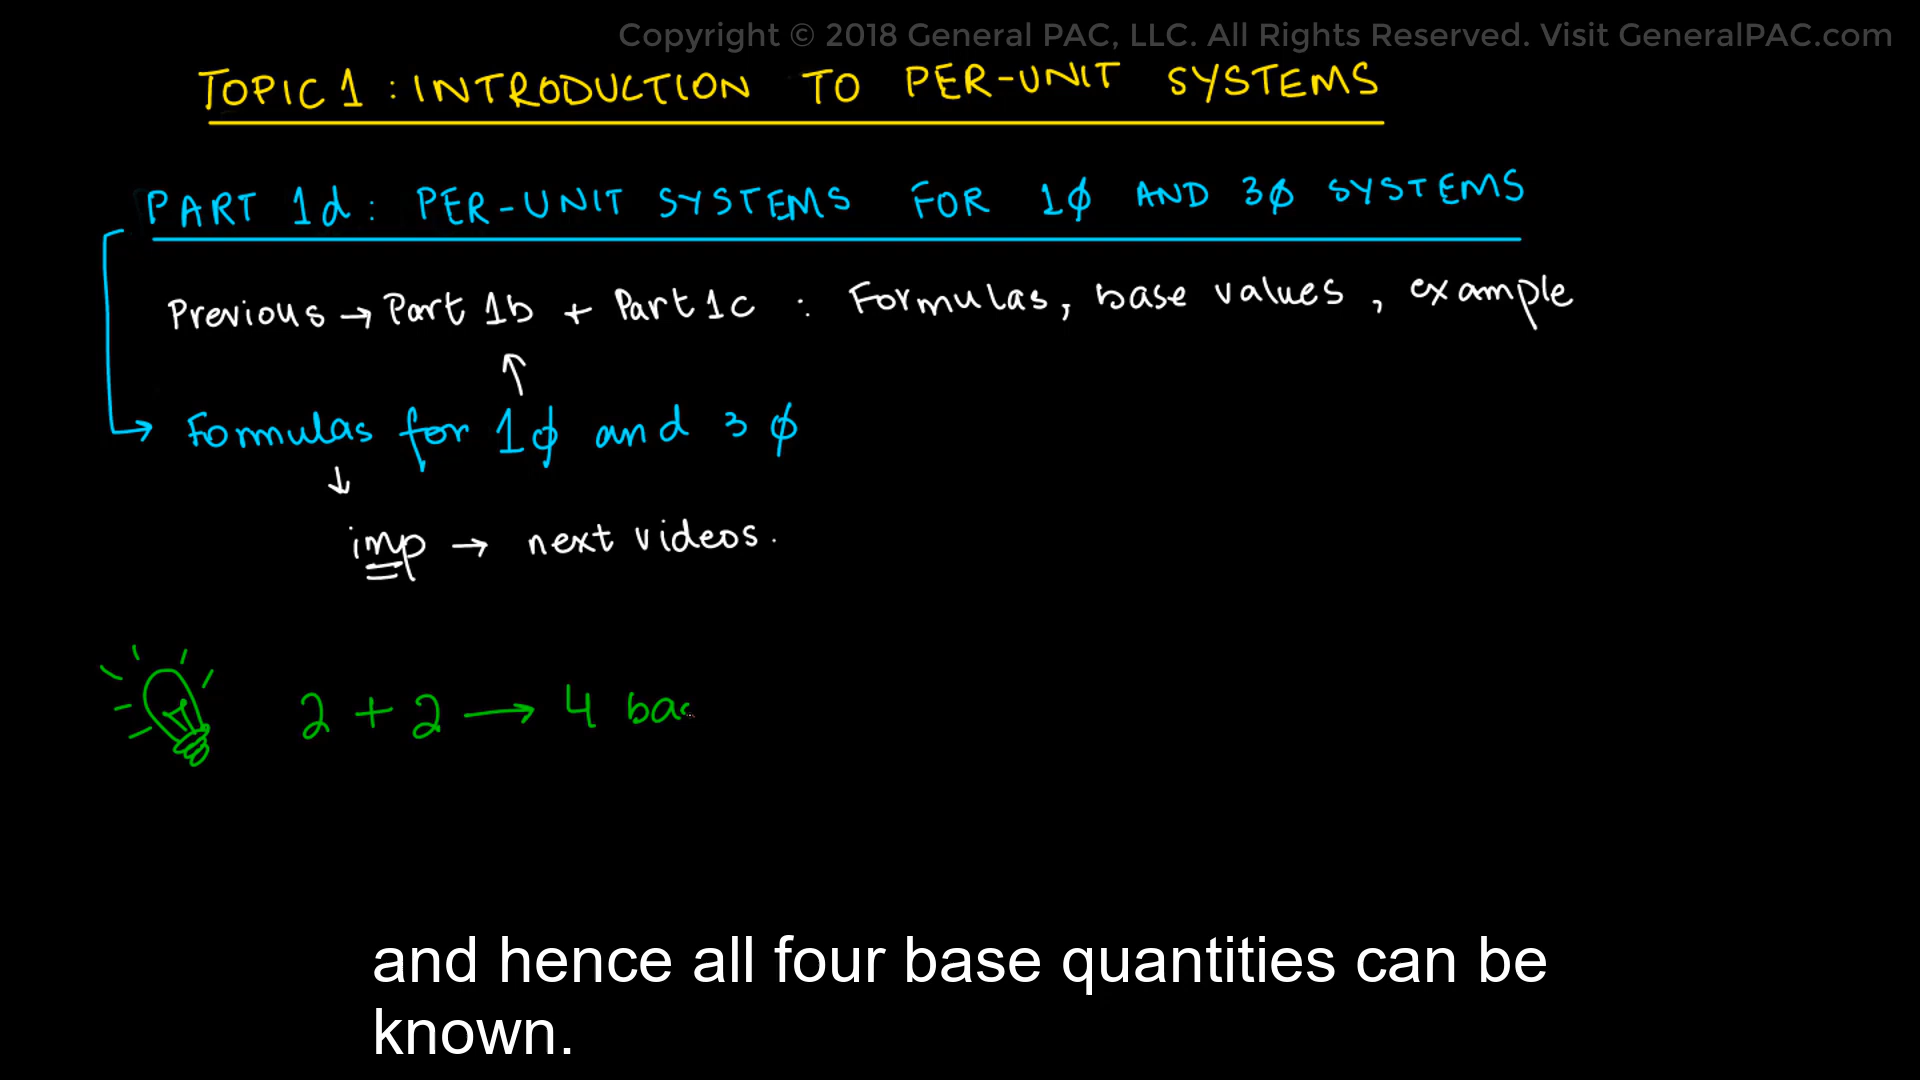 Copyright © 2018 General PAC, LLC. All Rights Reserved. Visit GeneralPAC.com
TOPIC 1 : INTRODUCTION TO PER-UNIT SYSTEMS
PART 1d : PER-UNIT SYSTEMS FOR 1ϕ AND 3ϕ SYSTEMS
Previous → Part 1b + Part 1c : Formulas, base values, example
↑
→ Formulas for 1ϕ and 3ϕ
↓
imp → next videos.
2 + 2 → 4 bas
and hence all four base quantities can be
known.